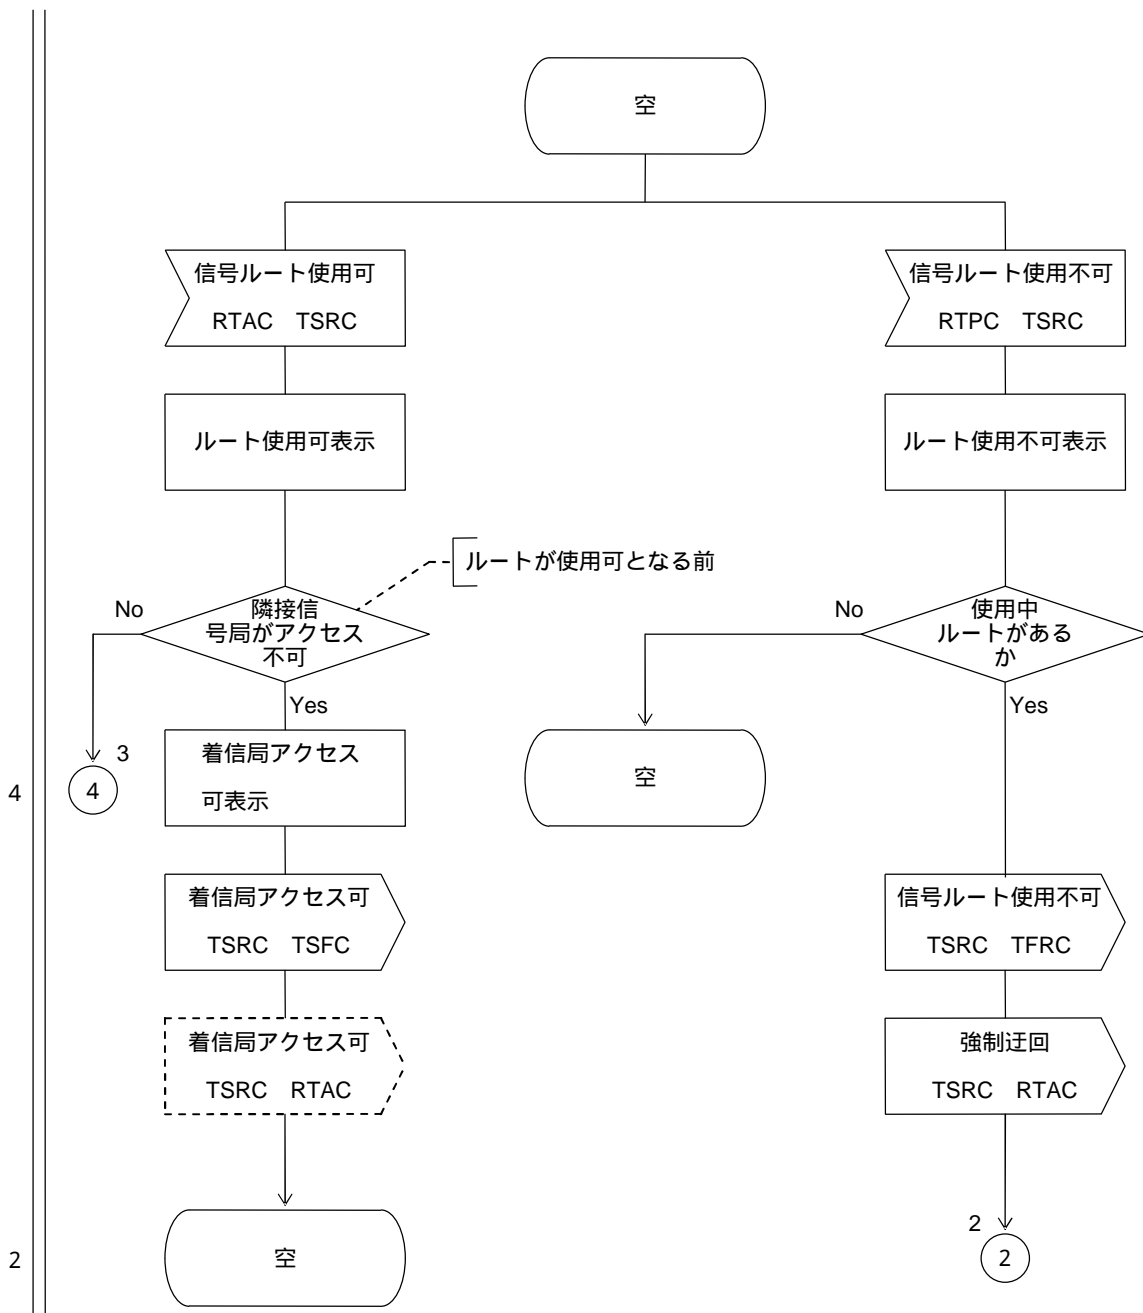 空
信号ルート使用可
RTAC TSRC
信号ルート使用不可
RTPC TSRC
ルート使用可表示
ルート使用不可表示
ルートが使用可となる前
No
隣接信
号局がアクセス
不可
Yes
No
使用中
ルートがある
か
Yes
3
4
4
着信局アクセス
可表示
空
着信局アクセス可
TSRC TSFC
信号ルート使用不可
TSRC TFRC
着信局アクセス可
TSRC RTAC
強制迂回
TSRC RTAC
2
空
2
2